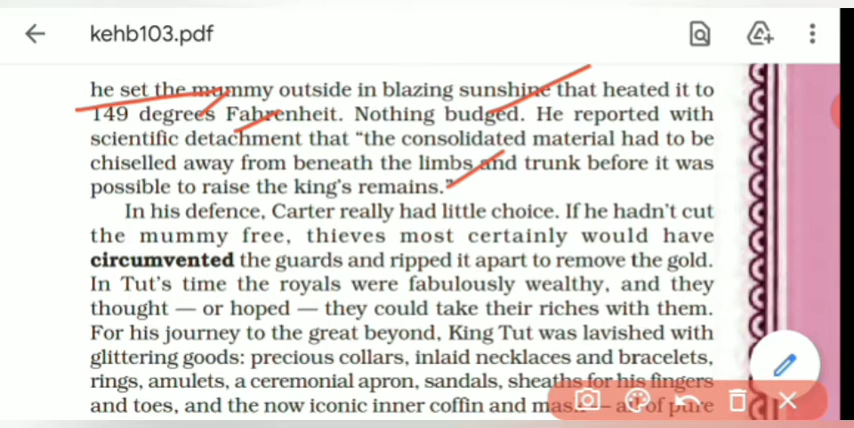 kehb103.pdf
he set the mummy outside in blazing sunshine that heated it to
149 degrees Fahrenheit. Nothing budged. He reported with
scientific detachment that “the consolidated material had to be
chiselled away from beneath the limbs and trunk before it was
possible to raise the king's remains.”
In his defence, Carter really had little choice. If he hadn't cut
the mummy free, thieves most certainly would have
circumvented the guards and ripped it apart to remove the gold.
In Tut's time the royals were fabulously wealthy, and they
thought — or hoped — they could take their riches with them.
For his journey to the great beyond, King Tut was lavished with
glittering goods: precious collars, inlaid necklaces and bracelets,
rings, amulets, a ceremonial apron, sandals, sheaths for his fingers
and toes, and the now iconic inner coffin and — all of pure